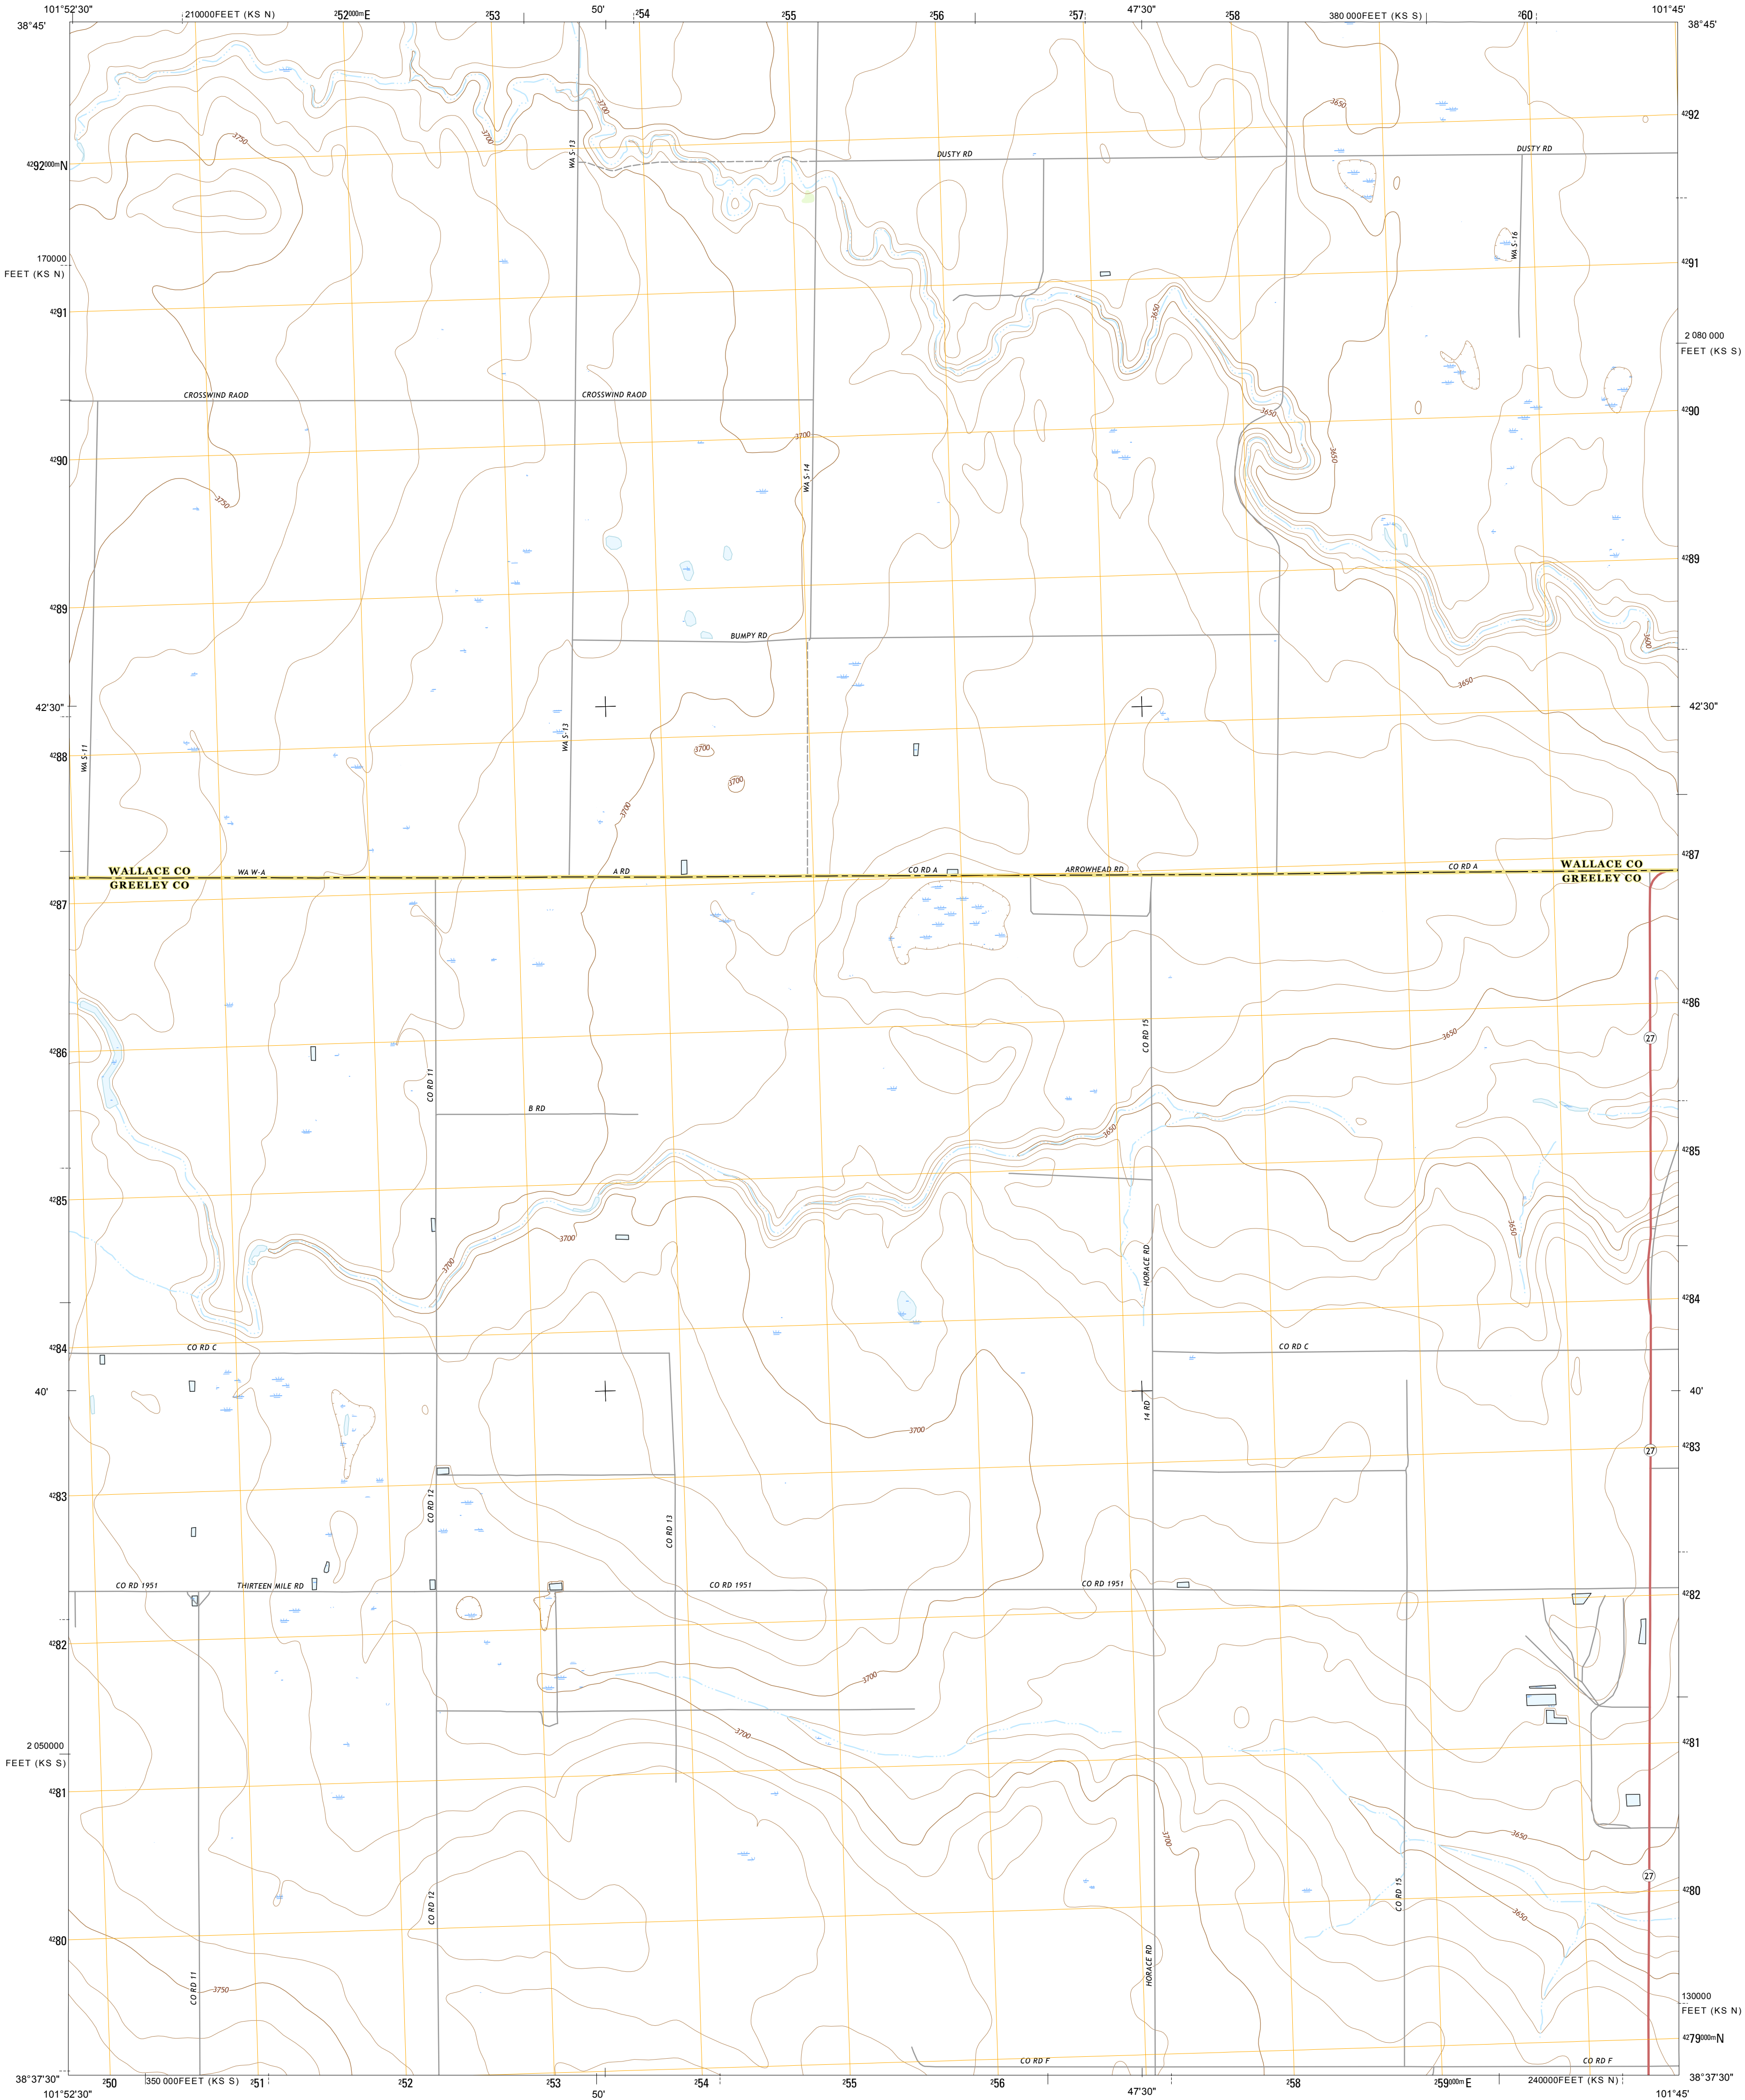 101°52'30" 210000FEET (KS N) 252000mE 253 50' 254 255 256 257 47'30" 258 380 000FEET (KS S) 260 101°45'
38°45' 38°45'
3700 3650 4292
3750 3700
WA S-13
4292000mN DUSTY RD DUSTY RD
WA S-16
170000
FEET (KS N)
4291
4291 3650
2 080 000
FEET (KS S)
CROSSWIND RAOD CROSSWIND RAOD
3650 4290
3700
4290 3650
3750 WA S-14
4289
4289
BUMPY RD 3600
3650
42'30" 42'30"
WA S-11 WA S-13 3700
4288
3700
3700
4287
WALLACE CO WALLACE CO
WA W-A A RD CO RD A ARROWHEAD RD CO RD A
GREELEY CO GREELEY CO
4287
4286
CO RD 15 3650 27
4286
CO RD 11
B RD
3650
4285
4285
3700 3650
3700 HORACE RD
4284
4284
CO RD C CO RD C
40' 40'
14 RD
3700
4283
27
4283
CO RD 12 CO RD 13
CO RD 1951 THIRTEEN MILE RD CO RD 1951 CO RD 1951
4282
4282
3700
3700
2 050000
FEET (KS S)
4281
4281
3700 3650
27
4280
CO RD 12 CO RD 15
3650
4280
CO RD 11 3750 HORACE RD
130000
FEET (KS N)
4279000mN
CO RD F CO RD F
38°37'30" 38°37'30"
250 350 000FEET (KS S) 251 252 253 254 255 256 258 259000mE 240000FEET (KS N)
101°52'30" 50' 47'30" 101°45'